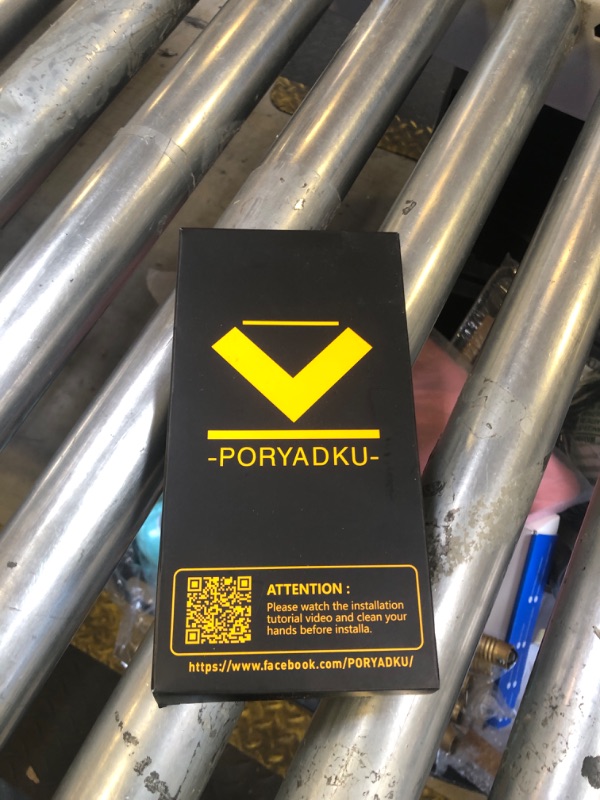 -PORYADKU-
ATTENTION :
Please watch the installation
tutorial video and clean your
hands before installa.
https://www.facebook.com/PORYADKU/